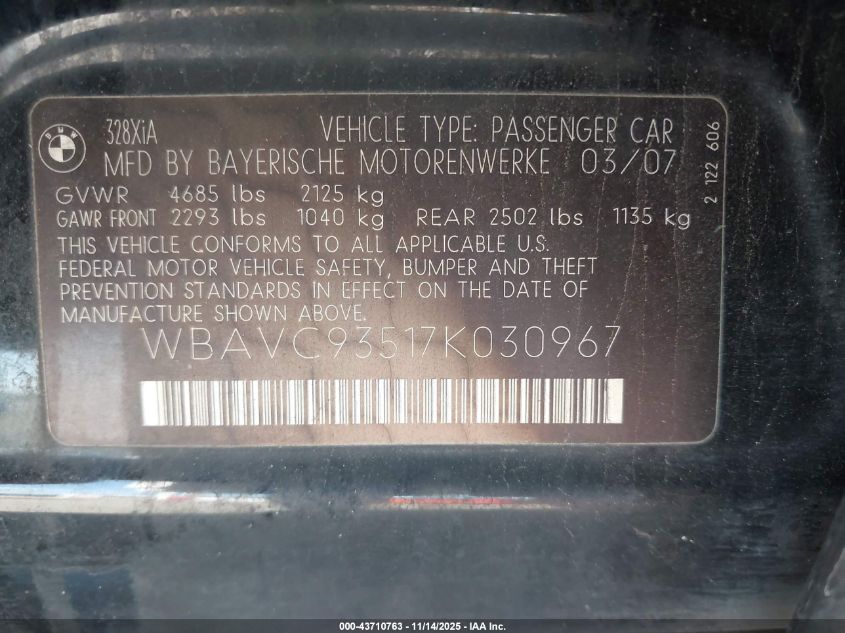 BMW
328XiA VEHICLE TYPE: PASSENGER CAR
MFD BY BAYERISCHE MOTORENWERKE 03/07
GVWR 4685 lbs 2125 kg
GAWR FRONT 2293 lbs 1040 kg REAR 2502 lbs 1135 kg
THIS VEHICLE CONFORMS TO ALL APPLICABLE U.S.
FEDERAL MOTOR VEHICLE SAFETY, BUMPER AND THEFT
PREVENTION STANDARDS IN EFFECT ON THE DATE OF
MANUFACTURE SHOWN ABOVE.
WBAVC93517K030967
2 122 606
000-43710763 - 11/14/2025 - IAA Inc.